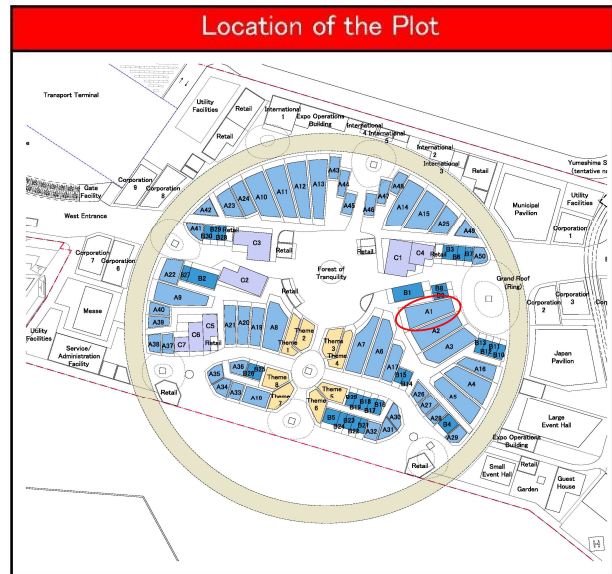 Location of the Plot
Transport Terminal
Utility
Facilities
Retail
Retail
International
1
Expo Operations
Building
International
4
5
International
2
International
3
Retail
Yumeshima S
(tentative na
Gate
Facility
Corporation
9
Corporation
8
West Entrance
Municipal
Pavilion
Utility
Facilities
Corporation
1
A42
A23
A24
A10
A11
A12
A13
A43
A44
A45
A46
A47
A48
A14
A15
A25
A49
A41
B29
B30
B28
Retail
C3
C1
C4
Retail
B3
B6
B7
A50
Corporation
7
Corporation
6
Messe
A22
B27
B2
C2
A9
Forest of
Tranquility
Retail
Retail
Grand Roof
(Ring)
B1
B8
A1
A2
A3
Corporation
2
Corporation
3
A40
A39
A38
A37
C7
C6
C5
Retail
A21
A20
A19
A8
Theme
1
Theme
2
Theme
3
Theme
4
A7
A6
A17
B15
B14
B13
B12
B11
B10
A16
A4
A5
Japan
Pavilion
Utility
Facilities
Service/
Administration
Facility
Retail
A35
A36
B26
B25
A34
A33
Theme
8
Theme
7
Theme
5
Theme
6
B18
B19
B16
B17
B5
B23
B24
B21
B22
A32
A31
A30
A26
A27
A28
B4
A29
Large
Event Hall
Expo Operations
Building
Retail
Small
Event Hall
Retail
Garden
Guest
House
H